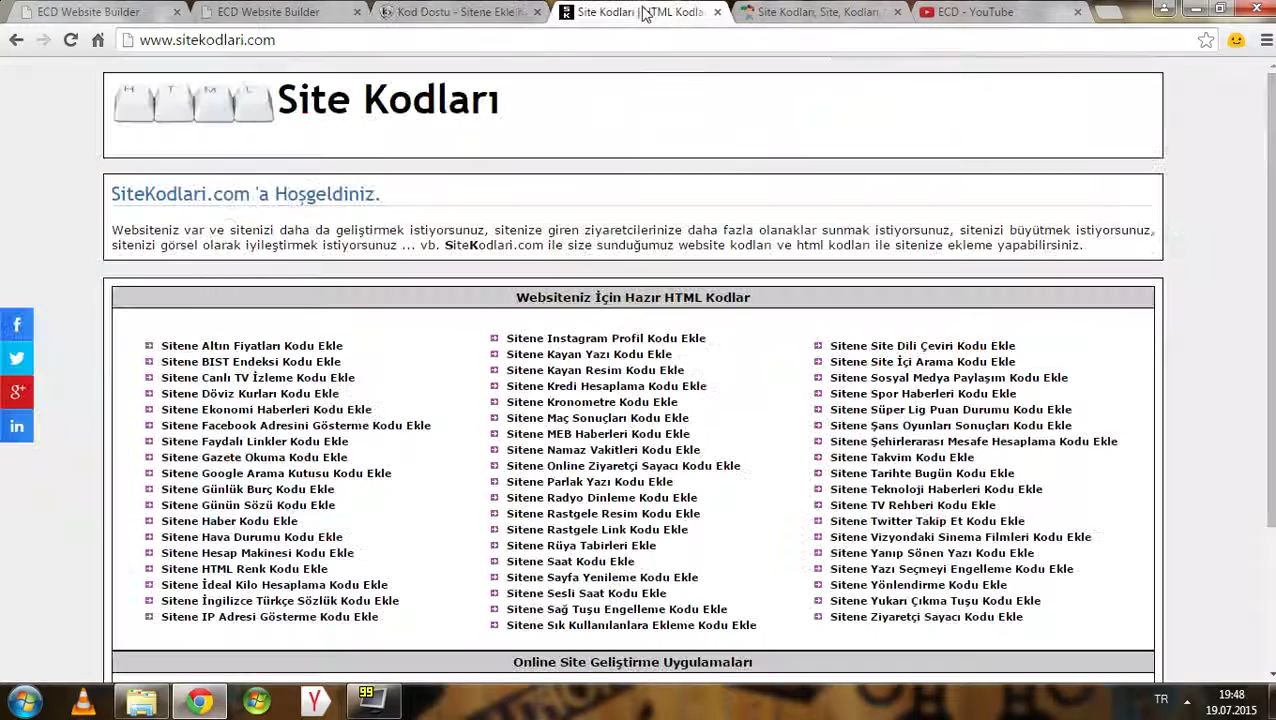 ECD Website Builder
ECD Website Builder
Kod Dostu - Sitene Ekle K
Site Kodları | HTML Kodla
Site Kodları, Site, Kodları
ECD - YouTube
www.sitekodlari.com
H T M L
Site Kodları
SiteKodlari.com 'a Hoşgeldiniz.
Websiteniz var ve sitenizi daha da geliştirmek istiyorsunuz, sitenize giren ziyaretcilerinize daha fazla olanaklar sunmak istiyorsunuz, sitenizi büyütmek istiyorsunuz,
sitenizi görsel olarak iyileştirmek istiyorsunuz ... vb. SiteKodlari.com ile size sunduğumuz website kodları ve html kodları ile sitenize ekleme yapabilirsiniz.
Websiteniz İçin Hazır HTML Kodlar
Sitene Altın Fiyatları Kodu Ekle
Sitene BIST Endeksi Kodu Ekle
Sitene Canlı TV İzleme Kodu Ekle
Sitene Döviz Kurları Kodu Ekle
Sitene Ekonomi Haberleri Kodu Ekle
Sitene Facebook Adresini Gösterme Kodu Ekle
Sitene Faydalı Linkler Kodu Ekle
Sitene Gazete Okuma Kodu Ekle
Sitene Google Arama Kutusu Kodu Ekle
Sitene Günlük Burç Kodu Ekle
Sitene Günün Sözü Kodu Ekle
Sitene Haber Kodu Ekle
Sitene Hava Durumu Kodu Ekle
Sitene Hesap Makinesi Kodu Ekle
Sitene HTML Renk Kodu Ekle
Sitene İdeal Kilo Hesaplama Kodu Ekle
Sitene İngilizce Türkçe Sözlük Kodu Ekle
Sitene IP Adresi Gösterme Kodu Ekle
Sitene Instagram Profil Kodu Ekle
Sitene Kayan Yazı Kodu Ekle
Sitene Kayan Resim Kodu Ekle
Sitene Kredi Hesaplama Kodu Ekle
Sitene Kronometre Kodu Ekle
Sitene Maç Sonuçları Kodu Ekle
Sitene MEB Haberleri Kodu Ekle
Sitene Namaz Vakitleri Kodu Ekle
Sitene Online Ziyaretçi Sayacı Kodu Ekle
Sitene Parlak Yazı Kodu Ekle
Sitene Radyo Dinleme Kodu Ekle
Sitene Rastgele Resim Kodu Ekle
Sitene Rastgele Link Kodu Ekle
Sitene Rüya Tabirleri Ekle
Sitene Saat Kodu Ekle
Sitene Sayfa Yenileme Kodu Ekle
Sitene Sesli Saat Kodu Ekle
Sitene Sağ Tuşu Engelleme Kodu Ekle
Sitene Sık Kullanılanlara Ekleme Kodu Ekle
Sitene Site Dili Çeviri Kodu Ekle
Sitene Site İçi Arama Kodu Ekle
Sitene Sosyal Medya Paylaşım Kodu Ekle
Sitene Spor Haberleri Kodu Ekle
Sitene Süper Lig Puan Durumu Kodu Ekle
Sitene Şans Oyunları Sonuçları Kodu Ekle
Sitene Şehirlerarası Mesafe Hesaplama Kodu Ekle
Sitene Takvim Kodu Ekle
Sitene Tarihte Bugün Kodu Ekle
Sitene Teknoloji Haberleri Kodu Ekle
Sitene TV Rehberi Kodu Ekle
Sitene Twitter Takip Et Kodu Ekle
Sitene Vizyondaki Sinema Filmleri Kodu Ekle
Sitene Yanıp Sönen Yazı Kodu Ekle
Sitene Yazı Seçmeyi Engelleme Kodu Ekle
Sitene Yönlendirme Kodu Ekle
Sitene Yukarı Çıkma Tuşu Kodu Ekle
Sitene Ziyaretçi Sayacı Kodu Ekle
Online Site Geliştirme Uygulamaları
99
TR
19:48
19.07.2015